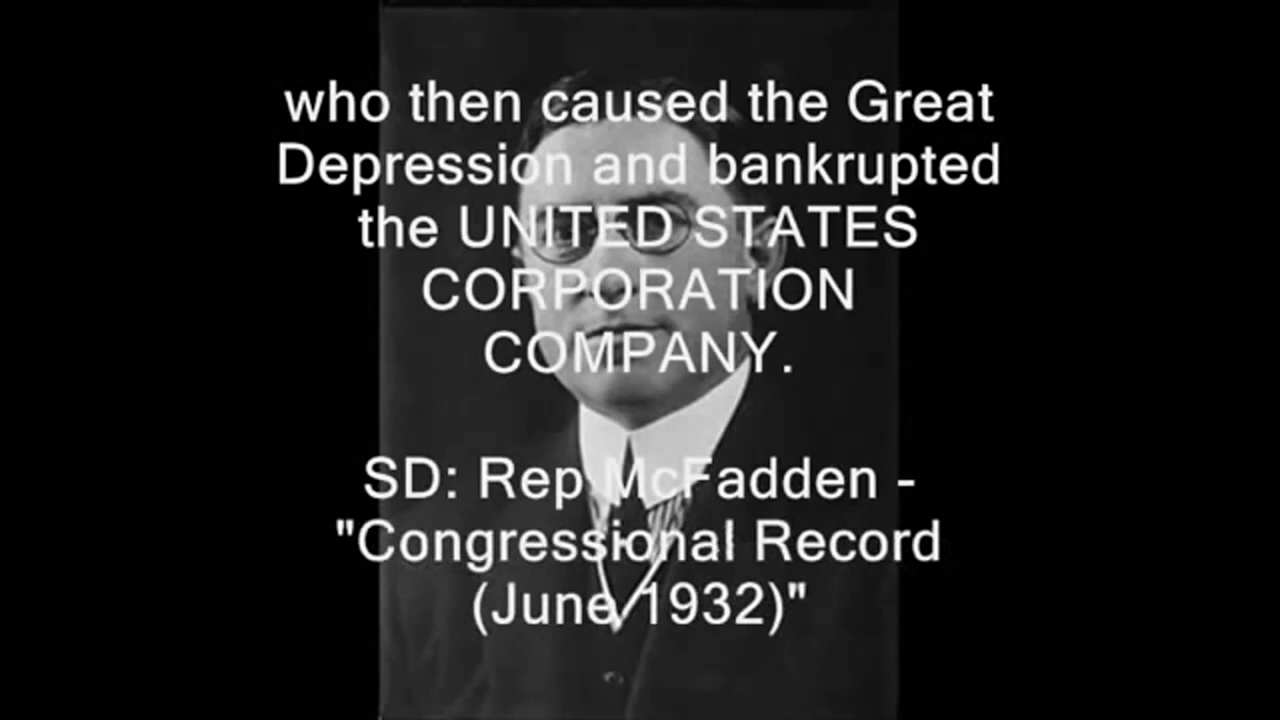 who then caused the Great
Depression and bankrupted
the UNITED STATES
CORPORATION
COMPANY.
SD: Rep McFadden -
"Congressional Record
(June 1932)"